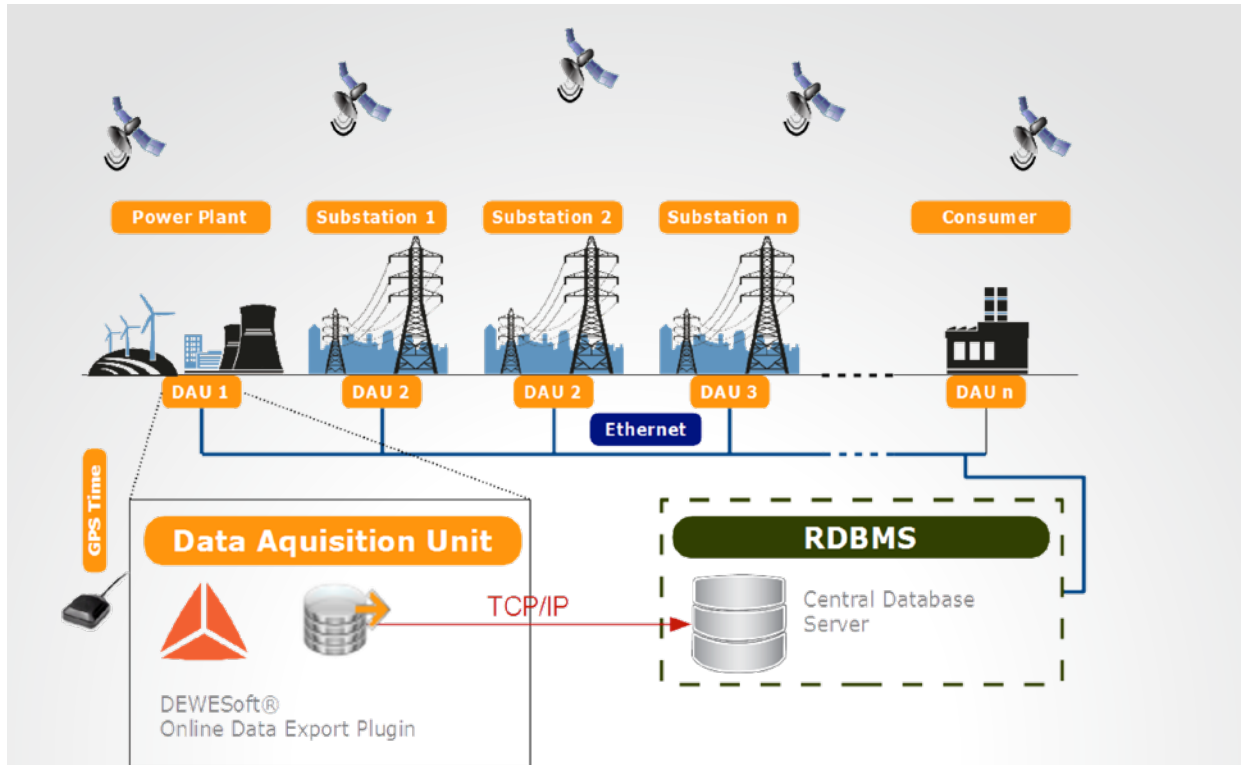 Power Plant
Substation 1
Substation 2
Substation n
Consumer
DAU 1
DAU 2
DAU 2
DAU 3
DAU n
Ethernet
GPS Time
Data Aquisition Unit
RDBMS
TCP/IP
Central Database
Server
DEWESoft®
Online Data Export Plugin